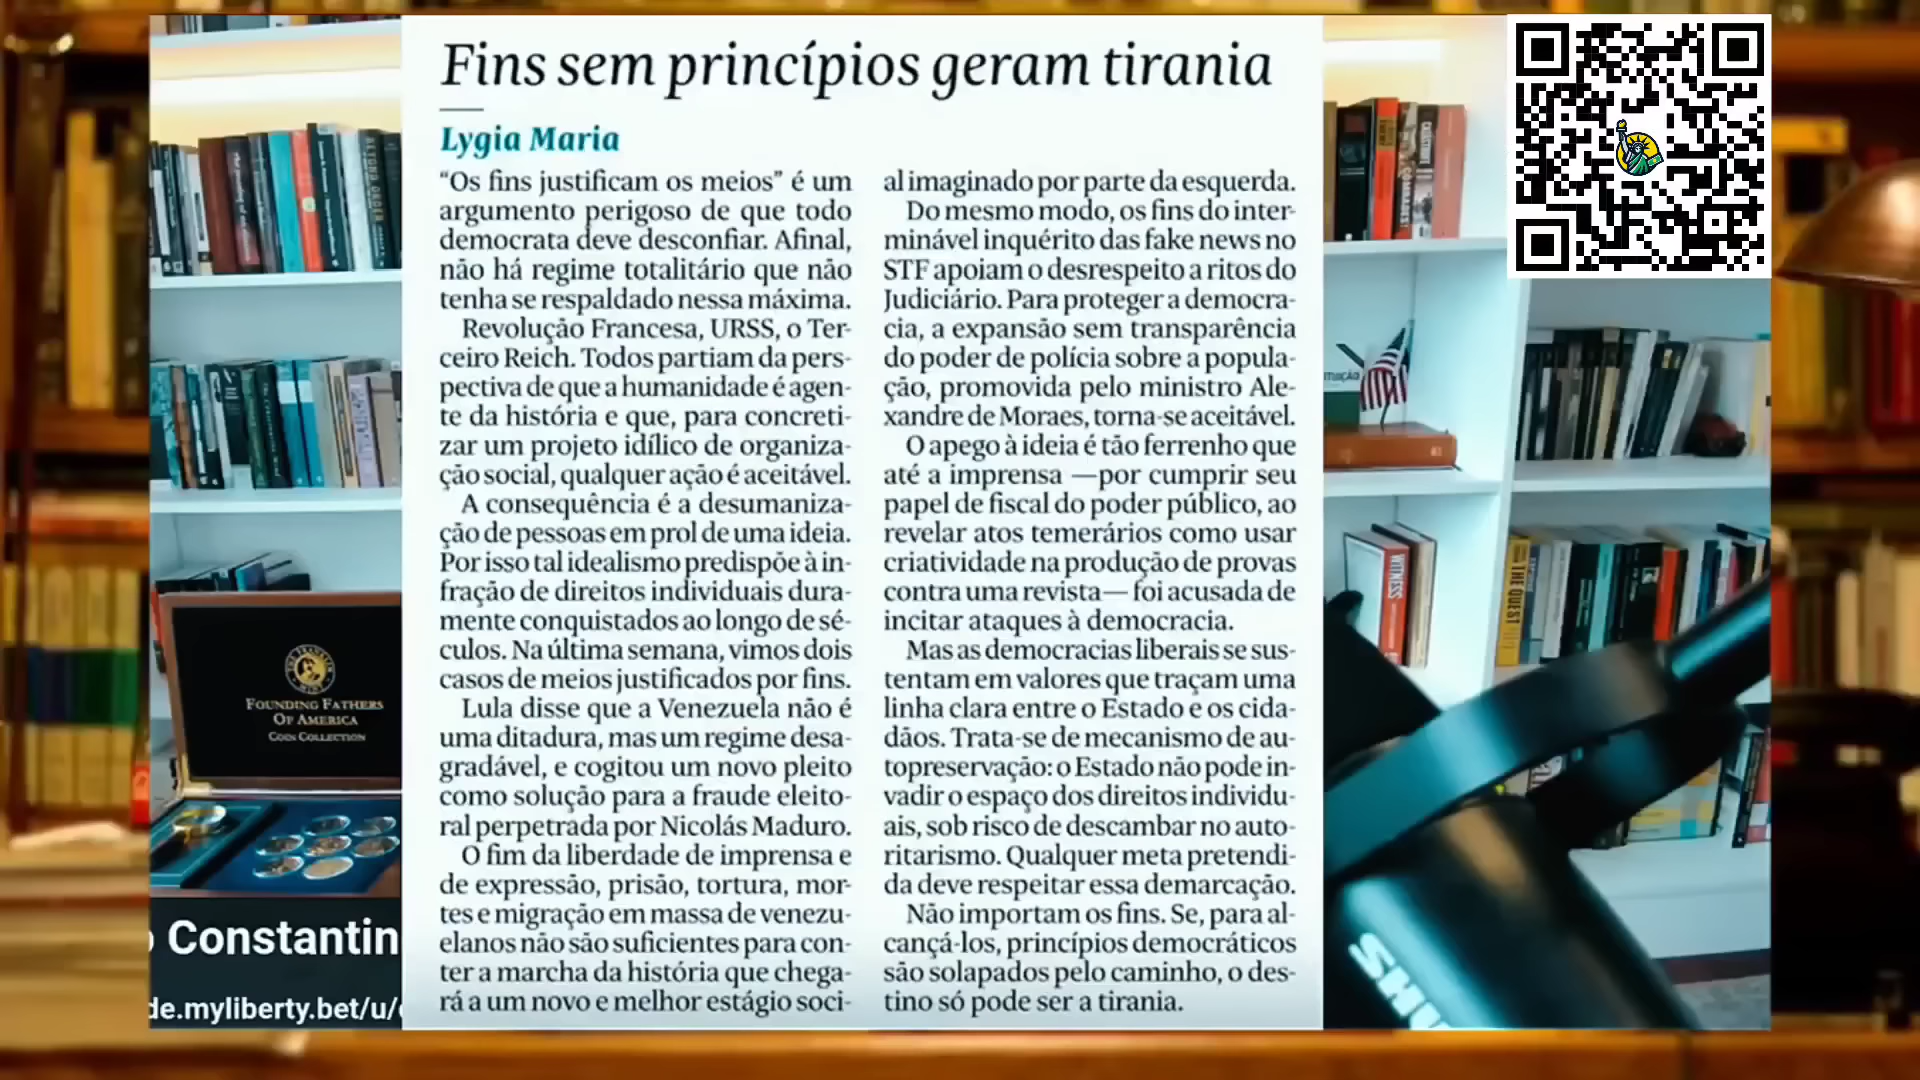 Fins sem princípios geram tirania
Lygia Maria
“Os fins justificam os meios” é um
argumento perigoso de que todo
democrata deve desconfiar. Afinal,
não há regime totalitário que não
tenha se respaldado nessa máxima.
Revolução Francesa, URSS, o Ter-
ceiro Reich. Todos partiam da pers-
pectiva de que a humanidade é agen-
te da história e que, para concreti-
zar um projeto idílico de organiza-
ção social, qualquer ação é aceitável.
A consequência é a desumaniza-
ção de pessoas em prol de uma ideia.
Por isso tal idealismo predispõe à in-
fração de direitos individuais dura-
mente conquistados ao longo de sé-
culos. Na última semana, vimos dois
casos de meios justificados por fins.
Lula disse que a Venezuela não é
uma ditadura, mas um regime desa-
gradável, e cogitou um novo pleito
como solução para a fraude eleito-
ral perpetrada por Nicolás Maduro.
O fim da liberdade de imprensa e
de expressão, prisão, tortura, mor-
tes e migração em massa de venezu-
elanos não são suficientes para con-
ter a marcha da história que chega-
rá a um novo e melhor estágio soci-
al imaginado por parte da esquerda.
Do mesmo modo, os fins do inter-
minável inquérito das fake news no
STF apoiam o desrespeito a ritos do
Judiciário. Para proteger a democra-
cia, a expansão sem transparência
do poder de polícia sobre a popula-
ção, promovida pelo ministro Ale-
xandre de Moraes, torna-se aceitável.
O apego à ideia é tão ferrenho que
até a imprensa —por cumprir seu
papel de fiscal do poder público, ao
revelar atos temerários como usar
criatividade na produção de provas
contra uma revista— foi acusada de
incitar ataques à democracia.
Mas as democracias liberais se sus-
tentam em valores que traçam uma
linha clara entre o Estado e os cida-
dãos. Trata-se de mecanismo de au-
topreservação: o Estado não pode in-
vadir o espaço dos direitos individu-
ais, sob risco de descambar no auto-
ritarismo. Qualquer meta pretendi-
da deve respeitar essa demarcação.
Não importam os fins. Se, para al-
cançá-los, princípios democráticos
são solapados pelo caminho, o des-
tino só pode ser a tirania.
BEYOND ORDER
FOUNDING FATHERS
OF AMERICA
COIN COLLECTION
Constantin
de.myliberty.bet/u/
WITNESS
THE QUEST
SHU